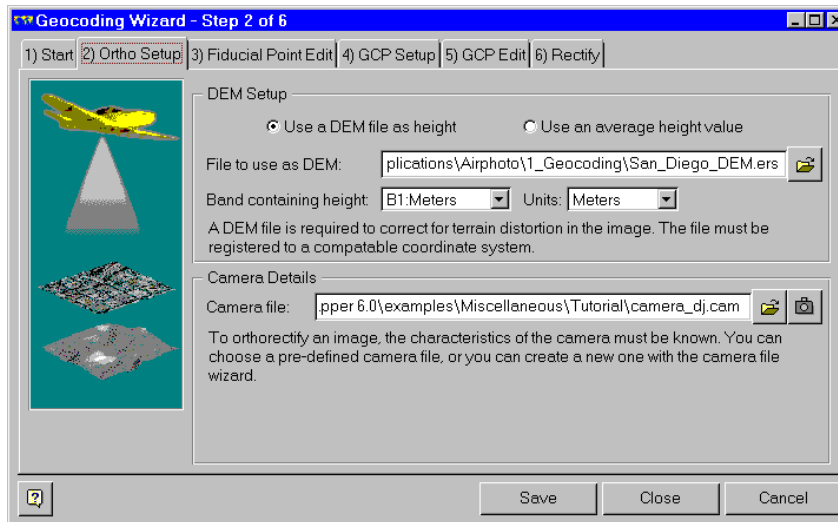 Geocoding Wizard - Step 2 of 6
1) Start 2) Ortho Setup 3) Fiducial Point Edit 4) GCP Setup 5) GCP Edit 6) Rectify
DEM Setup
Use a DEM file as height Use an average height value
File to use as DEM: plications\Airphoto\1_Geocoding\San_Diego_DEM.ers
Band containing height: B1:Meters Units: Meters
A DEM file is required to correct for terrain distortion in the image. The file must be
registered to a compatable coordinate system.
Camera Details
Camera file: .pper 6.0\examples\Miscellaneous\Tutorial\camera_dj.cam
To orthorectify an image, the characteristics of the camera must be known. You can
choose a pre-defined camera file, or you can create a new one with the camera file
wizard.
Save Close Cancel